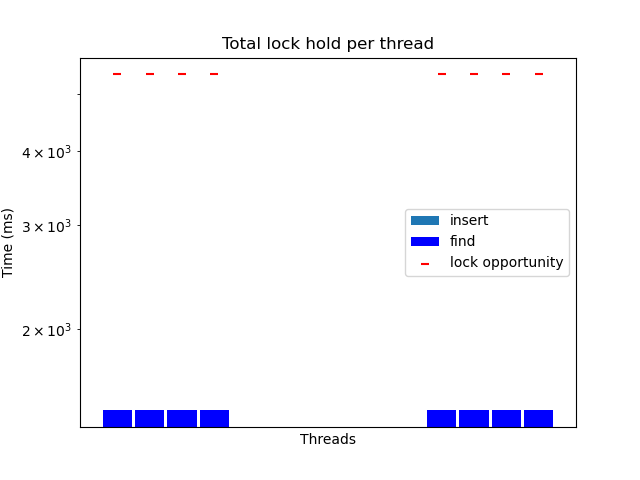 Total lock hold per thread
4 × 10³
3 × 10³
2 × 10³
Time (ms)
insert
find
lock opportunity
Threads